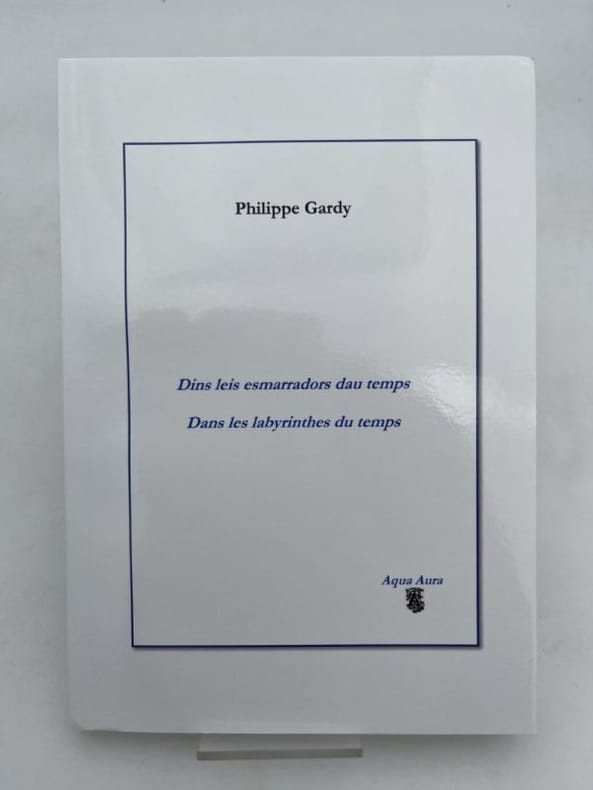 Philippe Gardy
Dins leis esmarradors dau temps
Dans les labyrinthes du temps
Aqua Aura